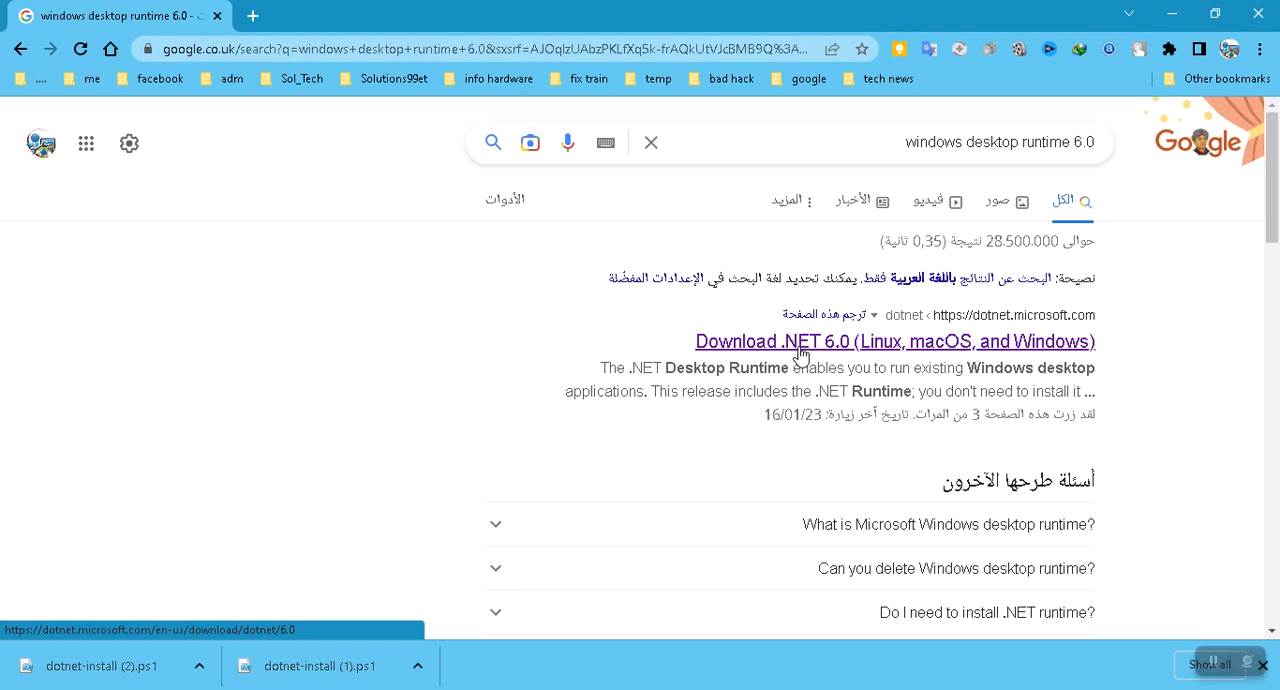 windows desktop runtime 6.0 -
google.co.uk/search?q=windows+desktop+runtime+6.0&sxsrf=AJOqlzUAbzPKLfXq5k-frAQkUtVJcBMB9Q%3A...
....
me
facebook
adm
Sol_Tech
Solutions99et
info hardware
fix train
temp
bad hack
google
tech news
Other bookmarks
windows desktop runtime 6.0
Google
الكل
صور
فيديو
الأخبار
المزيد
الأدوات
حوالى 28.500.000 نتيجة (0,35 ثانية)
نصيحة: البحث عن النتائج باللغة العربية فقط. يمكنك تحديد لغة البحث في الإعدادات المفضّلة
https://dotnet.microsoft.com › dotnet ترجم هذه الصفحة
Download .NET 6.0 (Linux, macOS, and Windows)
The .NET Desktop Runtime enables you to run existing Windows desktop
applications. This release includes the .NET Runtime; you don't need to install it ...
لقد زرت هذه الصفحة 3 من المرات. تاريخ آخر زيارة: 16/01/23
أسئلة طرحها الآخرون
What is Microsoft Windows desktop runtime?
Can you delete Windows desktop runtime?
Do I need to install .NET runtime?
https://dotnet.microsoft.com/en-us/download/dotnet/6.0
dotnet-install (2).ps1
dotnet-install (1).ps1
Show all